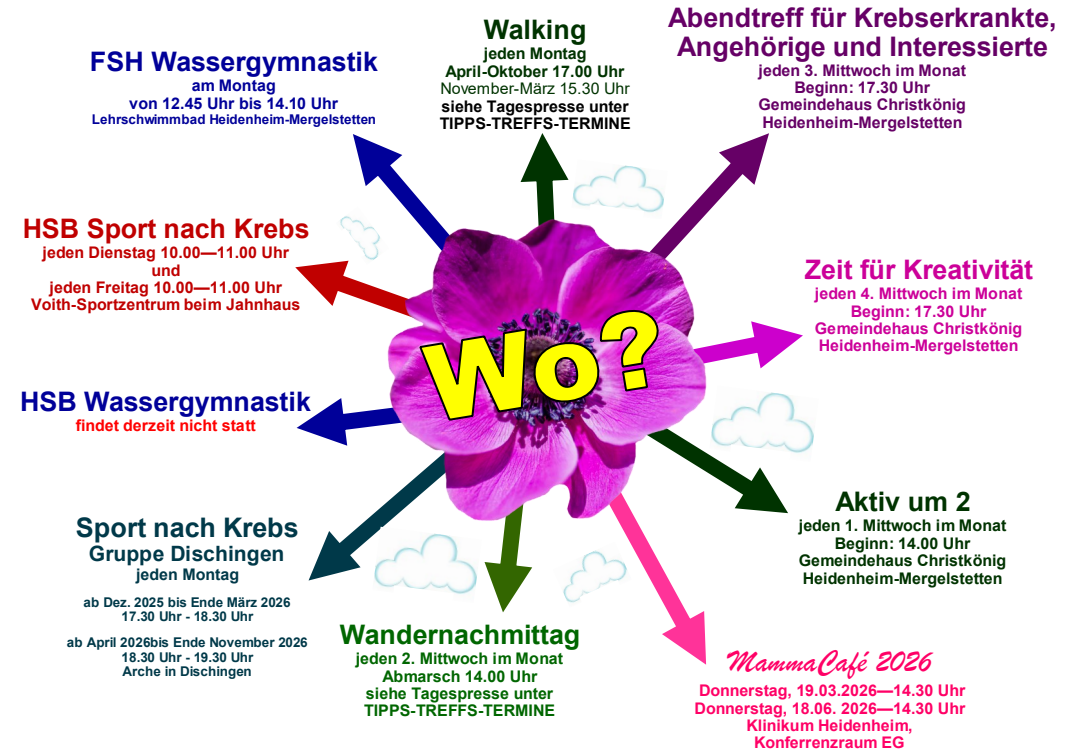 FSH Wassergymnastik
am Montag
von 12.45 Uhr bis 14.10 Uhr
Lehrschwimmbad Heidenheim-Mergelstetten
Walking
jeden Montag
April-Oktober 17.00 Uhr
November-März 15.30 Uhr
siehe Tagespresse unter
TIPPS-TREFFS-TERMINE
Abendtreff für Krebserkrankte,
Angehörige und Interessierte
jeden 3. Mittwoch im Monat
Beginn: 17.30 Uhr
Gemeindehaus Christkönig
Heidenheim-Mergelstetten
HSB Sport nach Krebs
jeden Dienstag 10.00—11.00 Uhr
und
jeden Freitag 10.00—11.00 Uhr
Voith-Sportzentrum beim Jahnhaus
Zeit für Kreativität
jeden 4. Mittwoch im Monat
Beginn: 17.30 Uhr
Gemeindehaus Christkönig
Heidenheim-Mergelstetten
Wo?
HSB Wassergymnastik
findet derzeit nicht statt
Aktiv um 2
jeden 1. Mittwoch im Monat
Beginn: 14.00 Uhr
Gemeindehaus Christkönig
Heidenheim-Mergelstetten
Sport nach Krebs
Gruppe Dischingen
jeden Montag
ab Dez. 2025 bis Ende März 2026
17.30 Uhr - 18.30 Uhr
ab April 2026bis Ende November 2026
18.30 Uhr - 19.30 Uhr
Arche in Dischingen
Wandernachmittag
jeden 2. Mittwoch im Monat
Abmarsch 14.00 Uhr
siehe Tagespresse unter
TIPPS-TREFFS-TERMINE
MammaCafé 2026
Donnerstag, 19.03.2026—14.30 Uhr
Donnerstag, 18.06. 2026—14.30 Uhr
Klinikum Heidenheim,
Konferrenzraum EG